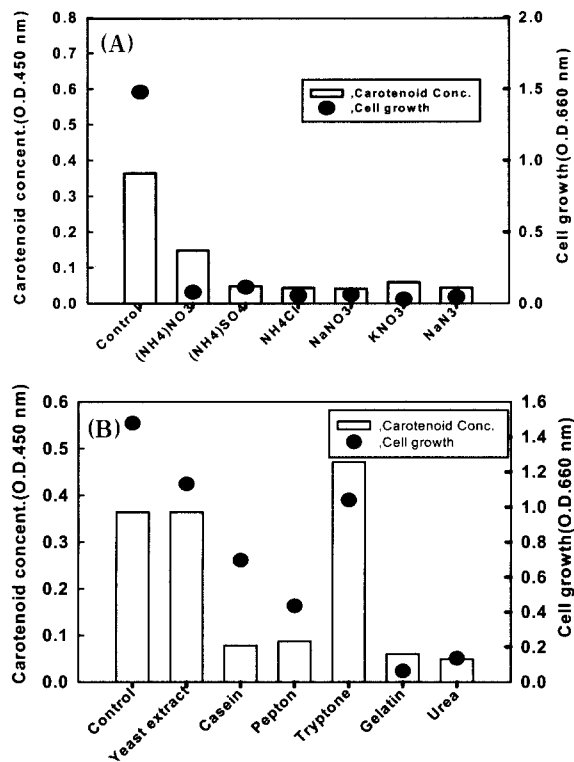 (A)
Carotenoid concent.(O.D.450 nm)
0.8
0.7
0.6
0.5
0.4
0.3
0.2
0.1
0.0
,Carotenoid Conc.
,Cell growth
2.0
1.5
1.0
0.5
0.0
Cell growth(O.D.660 nm)
Control
(NH4)NO3
(NH4)SO4
NH4Cl
NaNO3
KNO3
NaN3
(B)
Carotenoid concent.(O.D.450 nm)
0.6
0.5
0.4
0.3
0.2
0.1
0.0
,Carotenoid Conc.
,Cell growth
1.6
1.4
1.2
1.0
0.8
0.6
0.4
0.2
0.0
Cell growth(O.D.660 nm)
Control
Yeast extract
Casein
Pepton
Tryptone
Gelatin
Urea